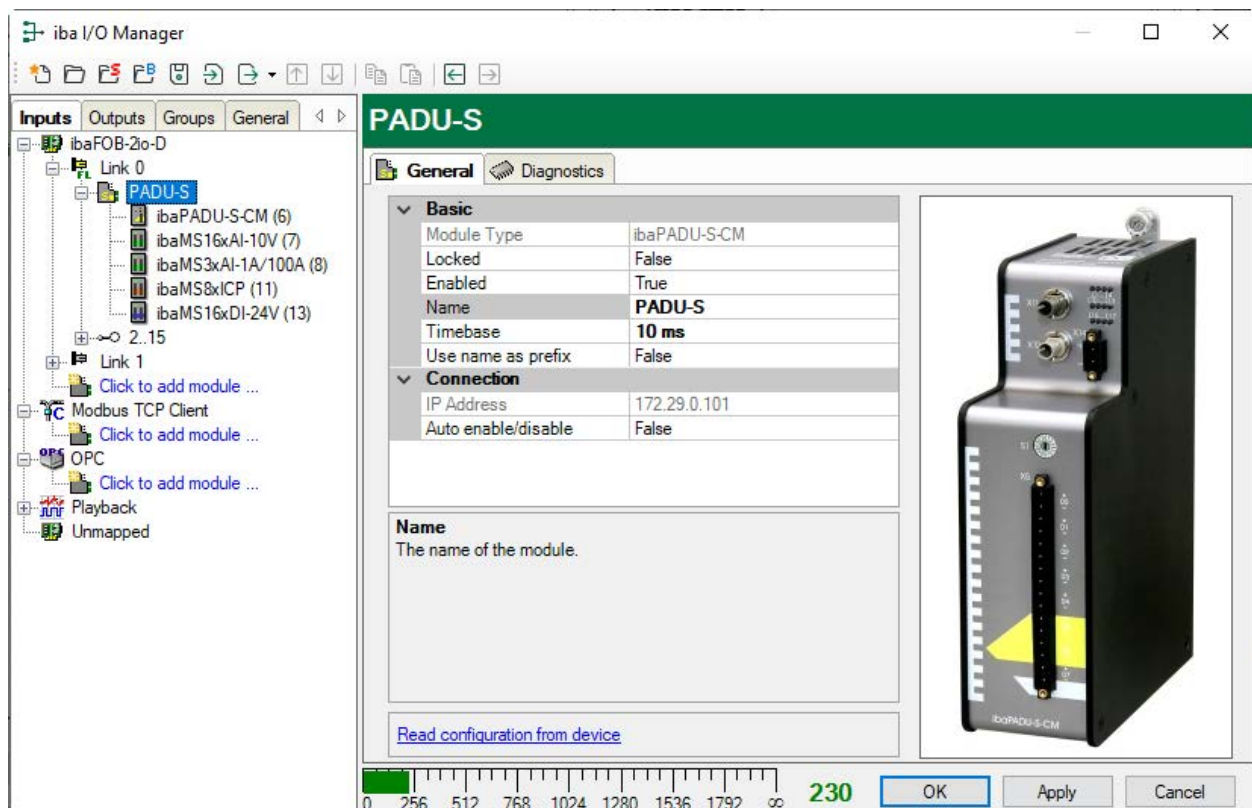 iba I/O Manager
Inputs Outputs Groups General
ibaFOB-2io-D
Link 0
PADU-S
ibaPADU-S-CM (6)
ibaMS16xAI-10V (7)
ibaMS3xAI-1A/100A (8)
ibaMS8xICP (11)
ibaMS16xDI-24V (13)
2..15
Link 1
Click to add module ...
Modbus TCP Client
Click to add module ...
OPC
Click to add module ...
Playback
Unmapped
PADU-S
General Diagnostics
Basic
Module Type ibaPADU-S-CM
Locked False
Enabled True
Name PADU-S
Timebase 10 ms
Use name as prefix False
Connection
IP Address 172.29.0.101
Auto enable/disable False
Name
The name of the module.
Read configuration from device
ibaPADU-S-CM
0 256 512 768 1024 1280 1536 1792 ∞ 230 OK Apply Cancel